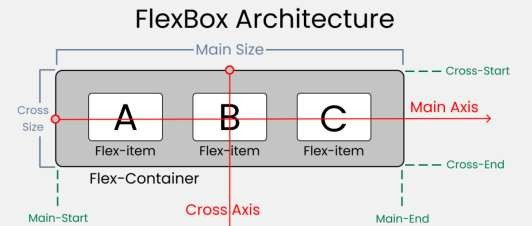 FlexBox Architecture
Main Size
Cross-Start
Cross
Size
A
B
C
Main Axis
Flex-item
Flex-item
Flex-item
Cross-End
Flex-Container
Main-Start
Cross Axis
Main-End